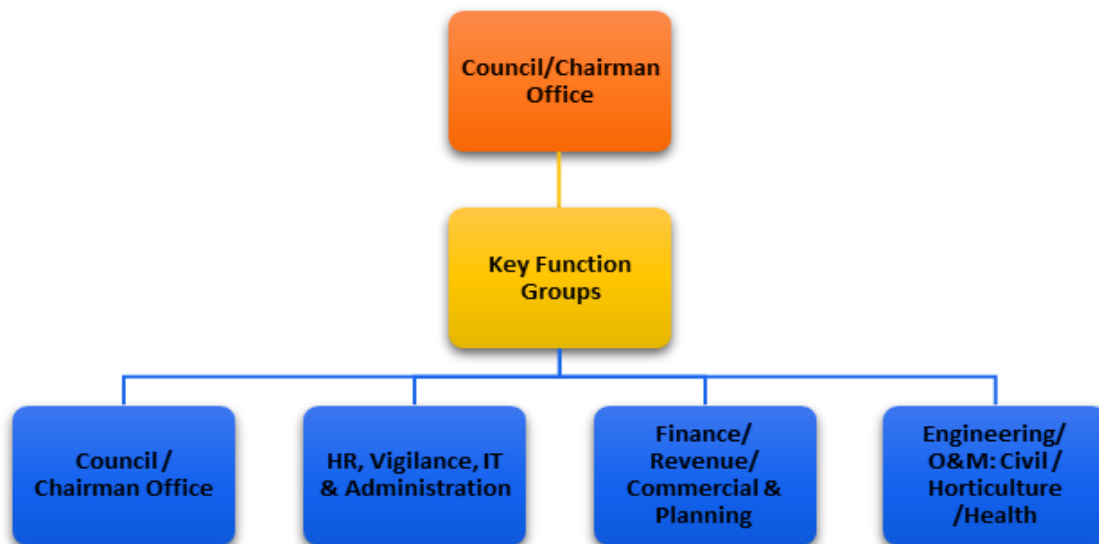 Council/Chairman
Office
Key Function
Groups
Council /
Chairman Office
HR, Vigilance, IT
& Administration
Finance/
Revenue/
Commercial &
Planning
Engineering/
O&M: Civil /
Horticulture
/Health